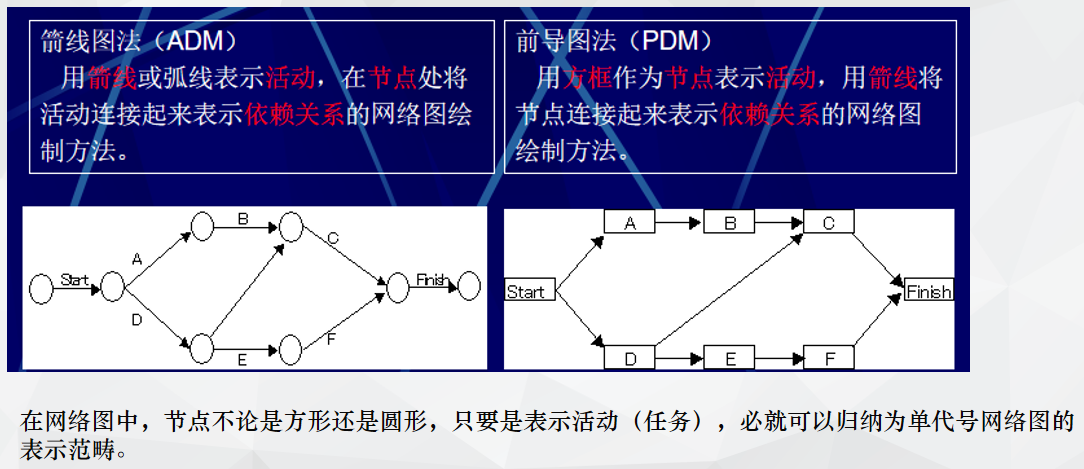 箭线图法（ADM）
用箭线或弧线表示活动，在节点处将
活动连接起来表示依赖关系的网络图绘
制方法。
前导图法（PDM）
用方框作为节点表示活动，用箭线将
节点连接起来表示依赖关系的网络图
绘制方法。
Start
A
B
C
D
E
F
Finish
Start
A
B
C
D
E
F
Finish
在网络图中，节点不论是方形还是圆形，只要是表示活动（任务），必就可以归纳为单代号网络图的
表示范畴。